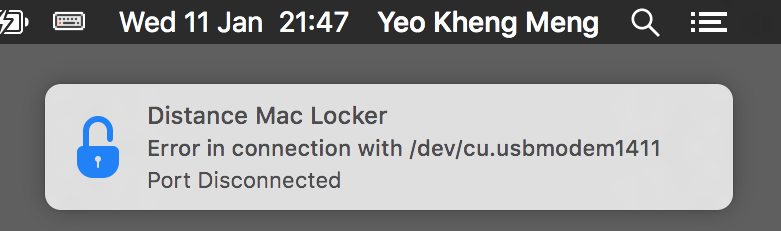 Wed 11 Jan 21:47 Yeo Kheng Meng
Distance Mac Locker
Error in connection with /dev/cu.usbmodem1411
Port Disconnected